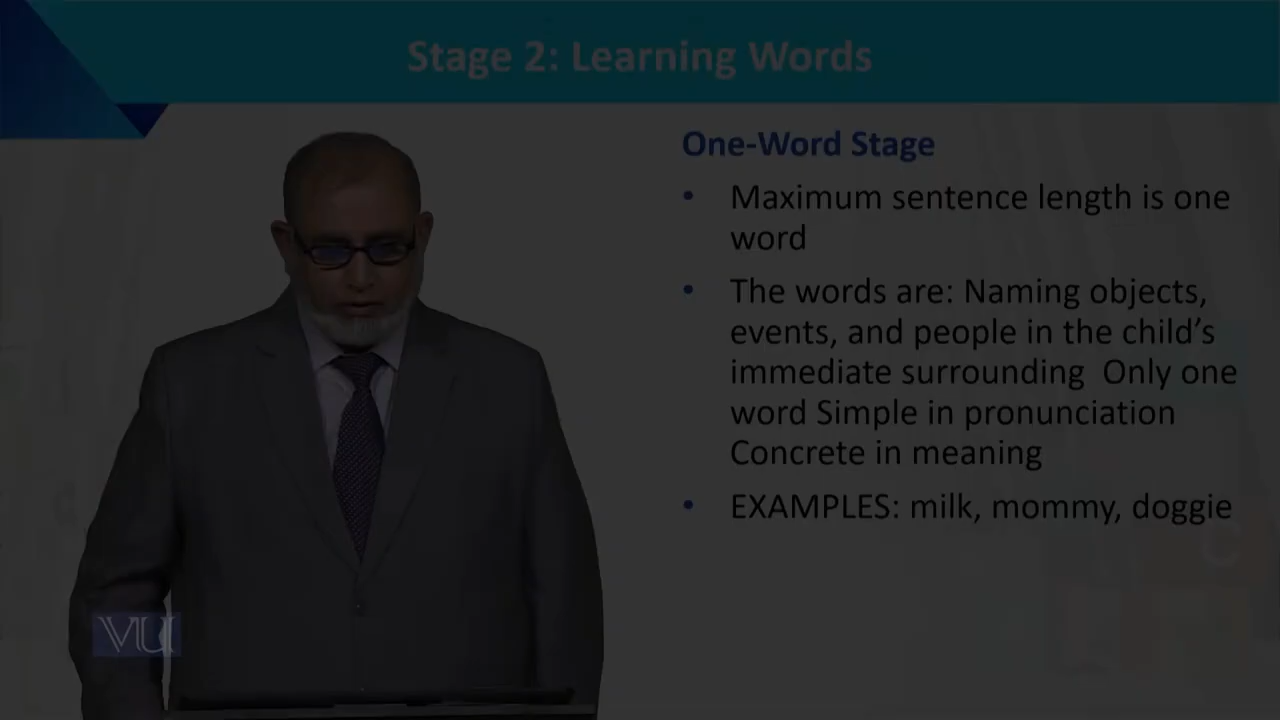 Stage 2: Learning Words
One-Word Stage
• Maximum sentence length is one
word
• The words are: Naming objects,
events, and people in the child's
immediate surrounding  Only one
word Simple in pronunciation
Concrete in meaning
• EXAMPLES: milk, mommy, doggie
C
VU